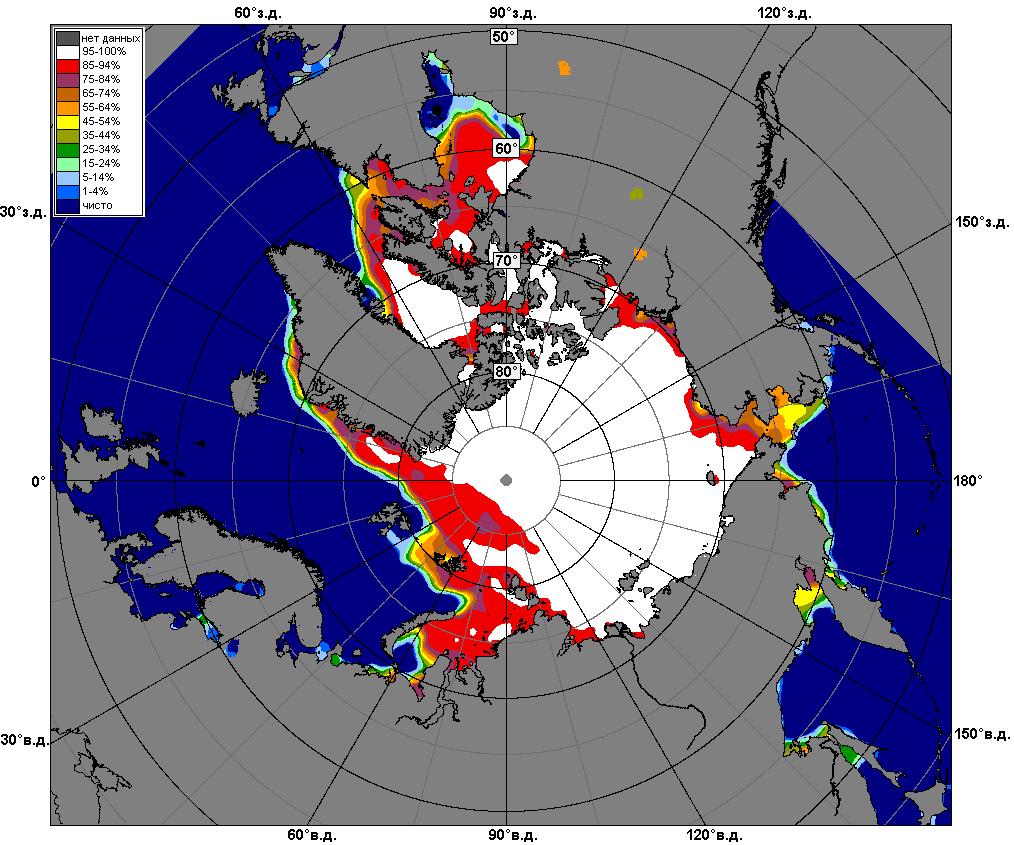 60°з.д.
90°з.д.
120°з.д.
нет данных
95-100%
85-94%
75-84%
65-74%
55-64%
45-54%
35-44%
25-34%
15-24%
5-14%
1-4%
чисто
50°
60°
70°
80°
30°з.д.
150°з.д.
0°
180°
30°в.д.
150°в.д.
60°в.д.
90°в.д.
120°в.д.